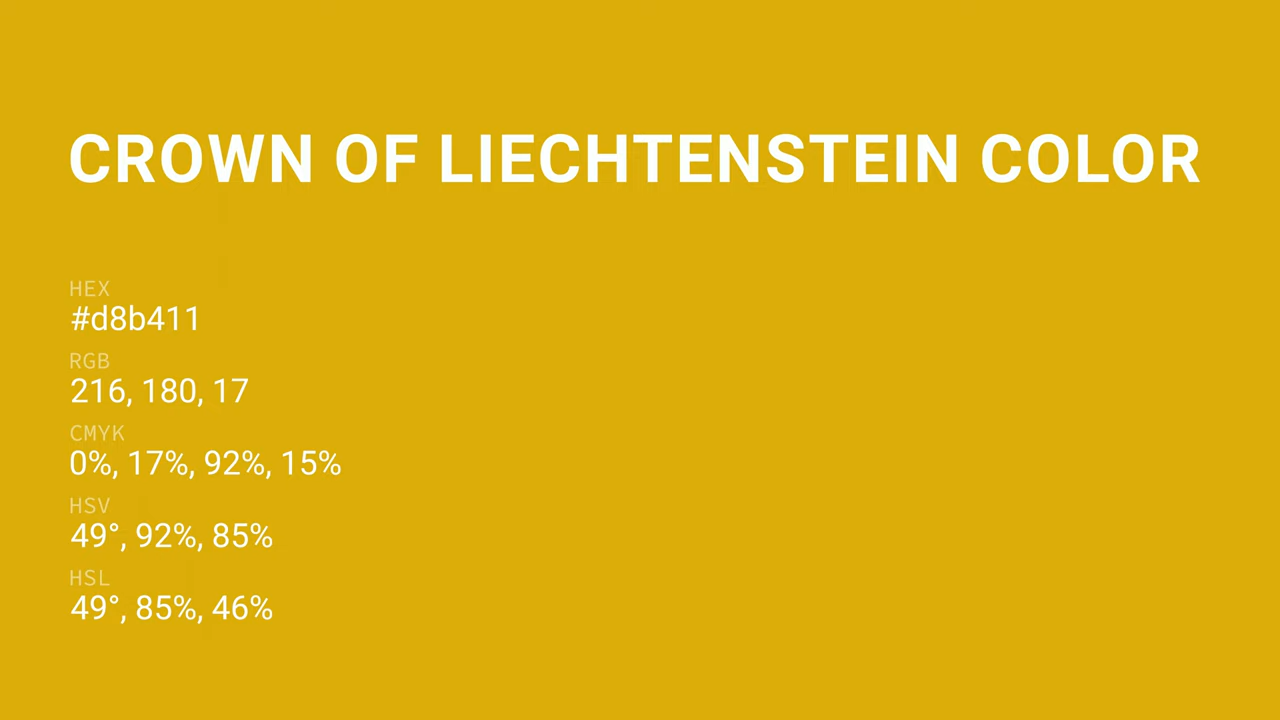 CROWN OF LIECHTENSTEIN COLOR
HEX
#d8b411
RGB
216, 180, 17
CMYK
0%, 17%, 92%, 15%
HSV
49°, 92%, 85%
HSL
49°, 85%, 46%